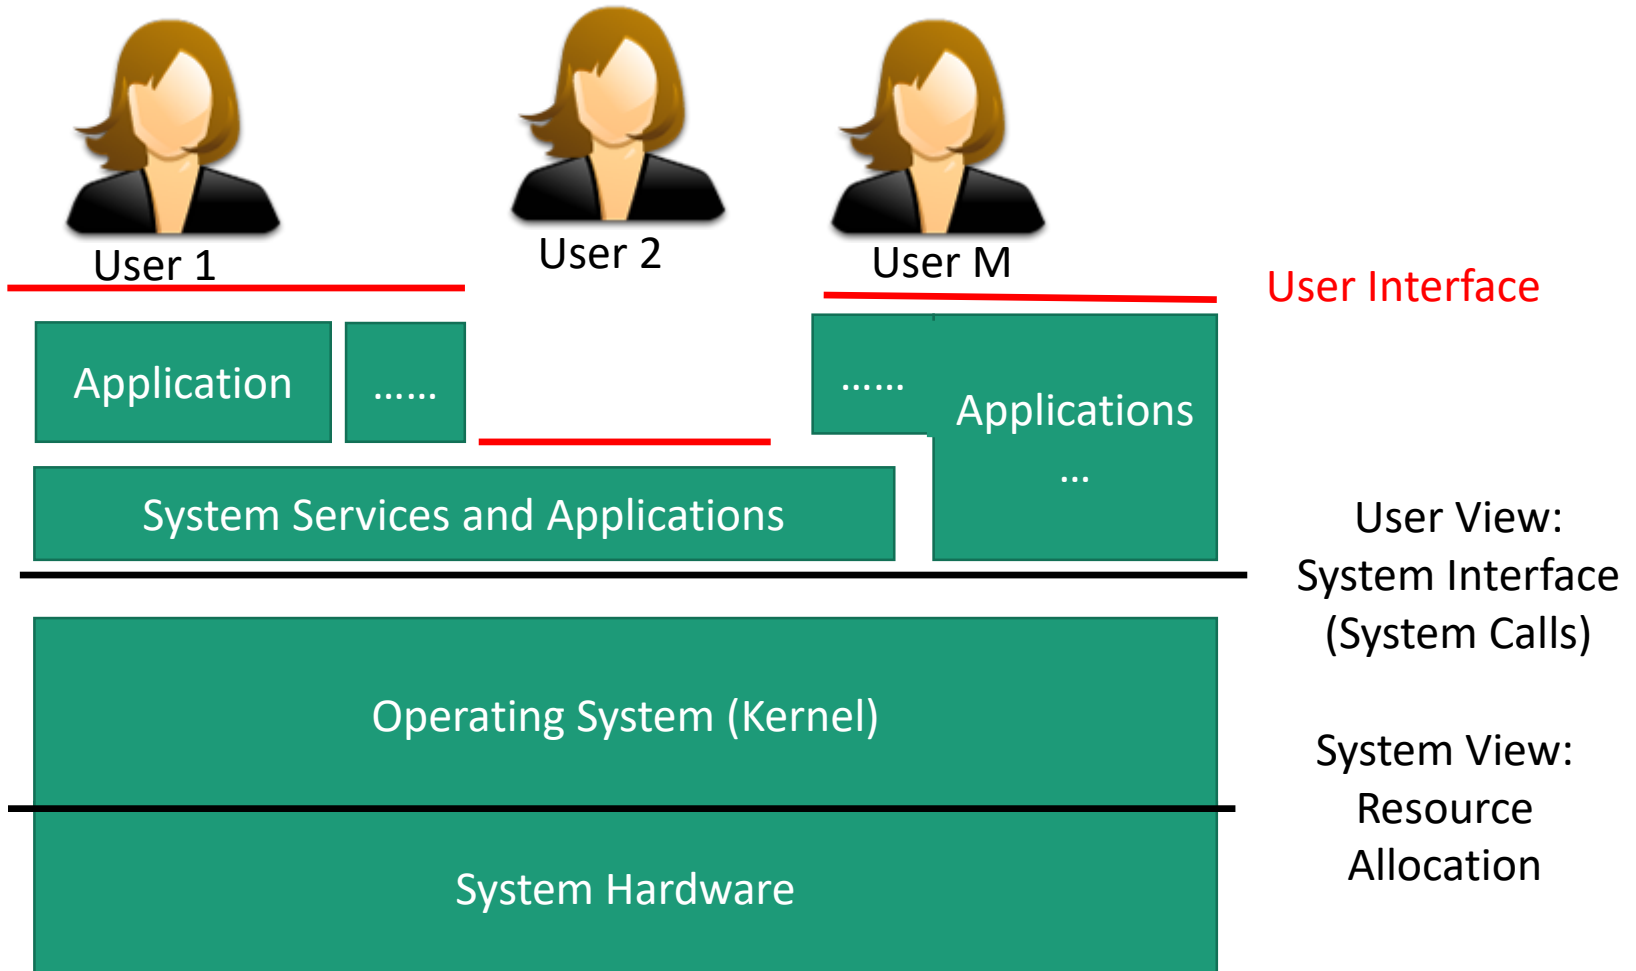 User 1
User 2
User M
User Interface
Application
......
......
Applications
...
System Services and Applications
User View:
System Interface
(System Calls)
Operating System (Kernel)
System View:
Resource
Allocation
System Hardware